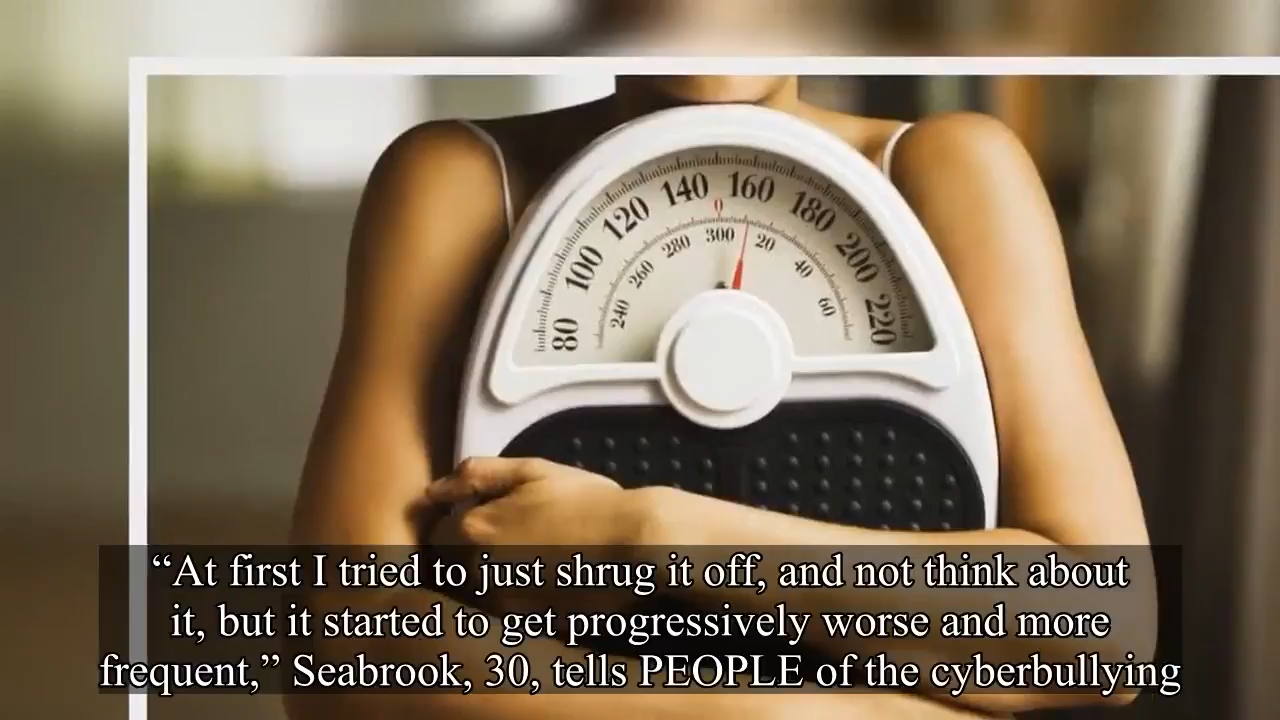 80 100 120 140 160 180 200 220
0
240 260 280 300 20 40 60
“At first I tried to just shrug it off, and not think about
it, but it started to get progressively worse and more
frequent,” Seabrook, 30, tells PEOPLE of the cyberbullying